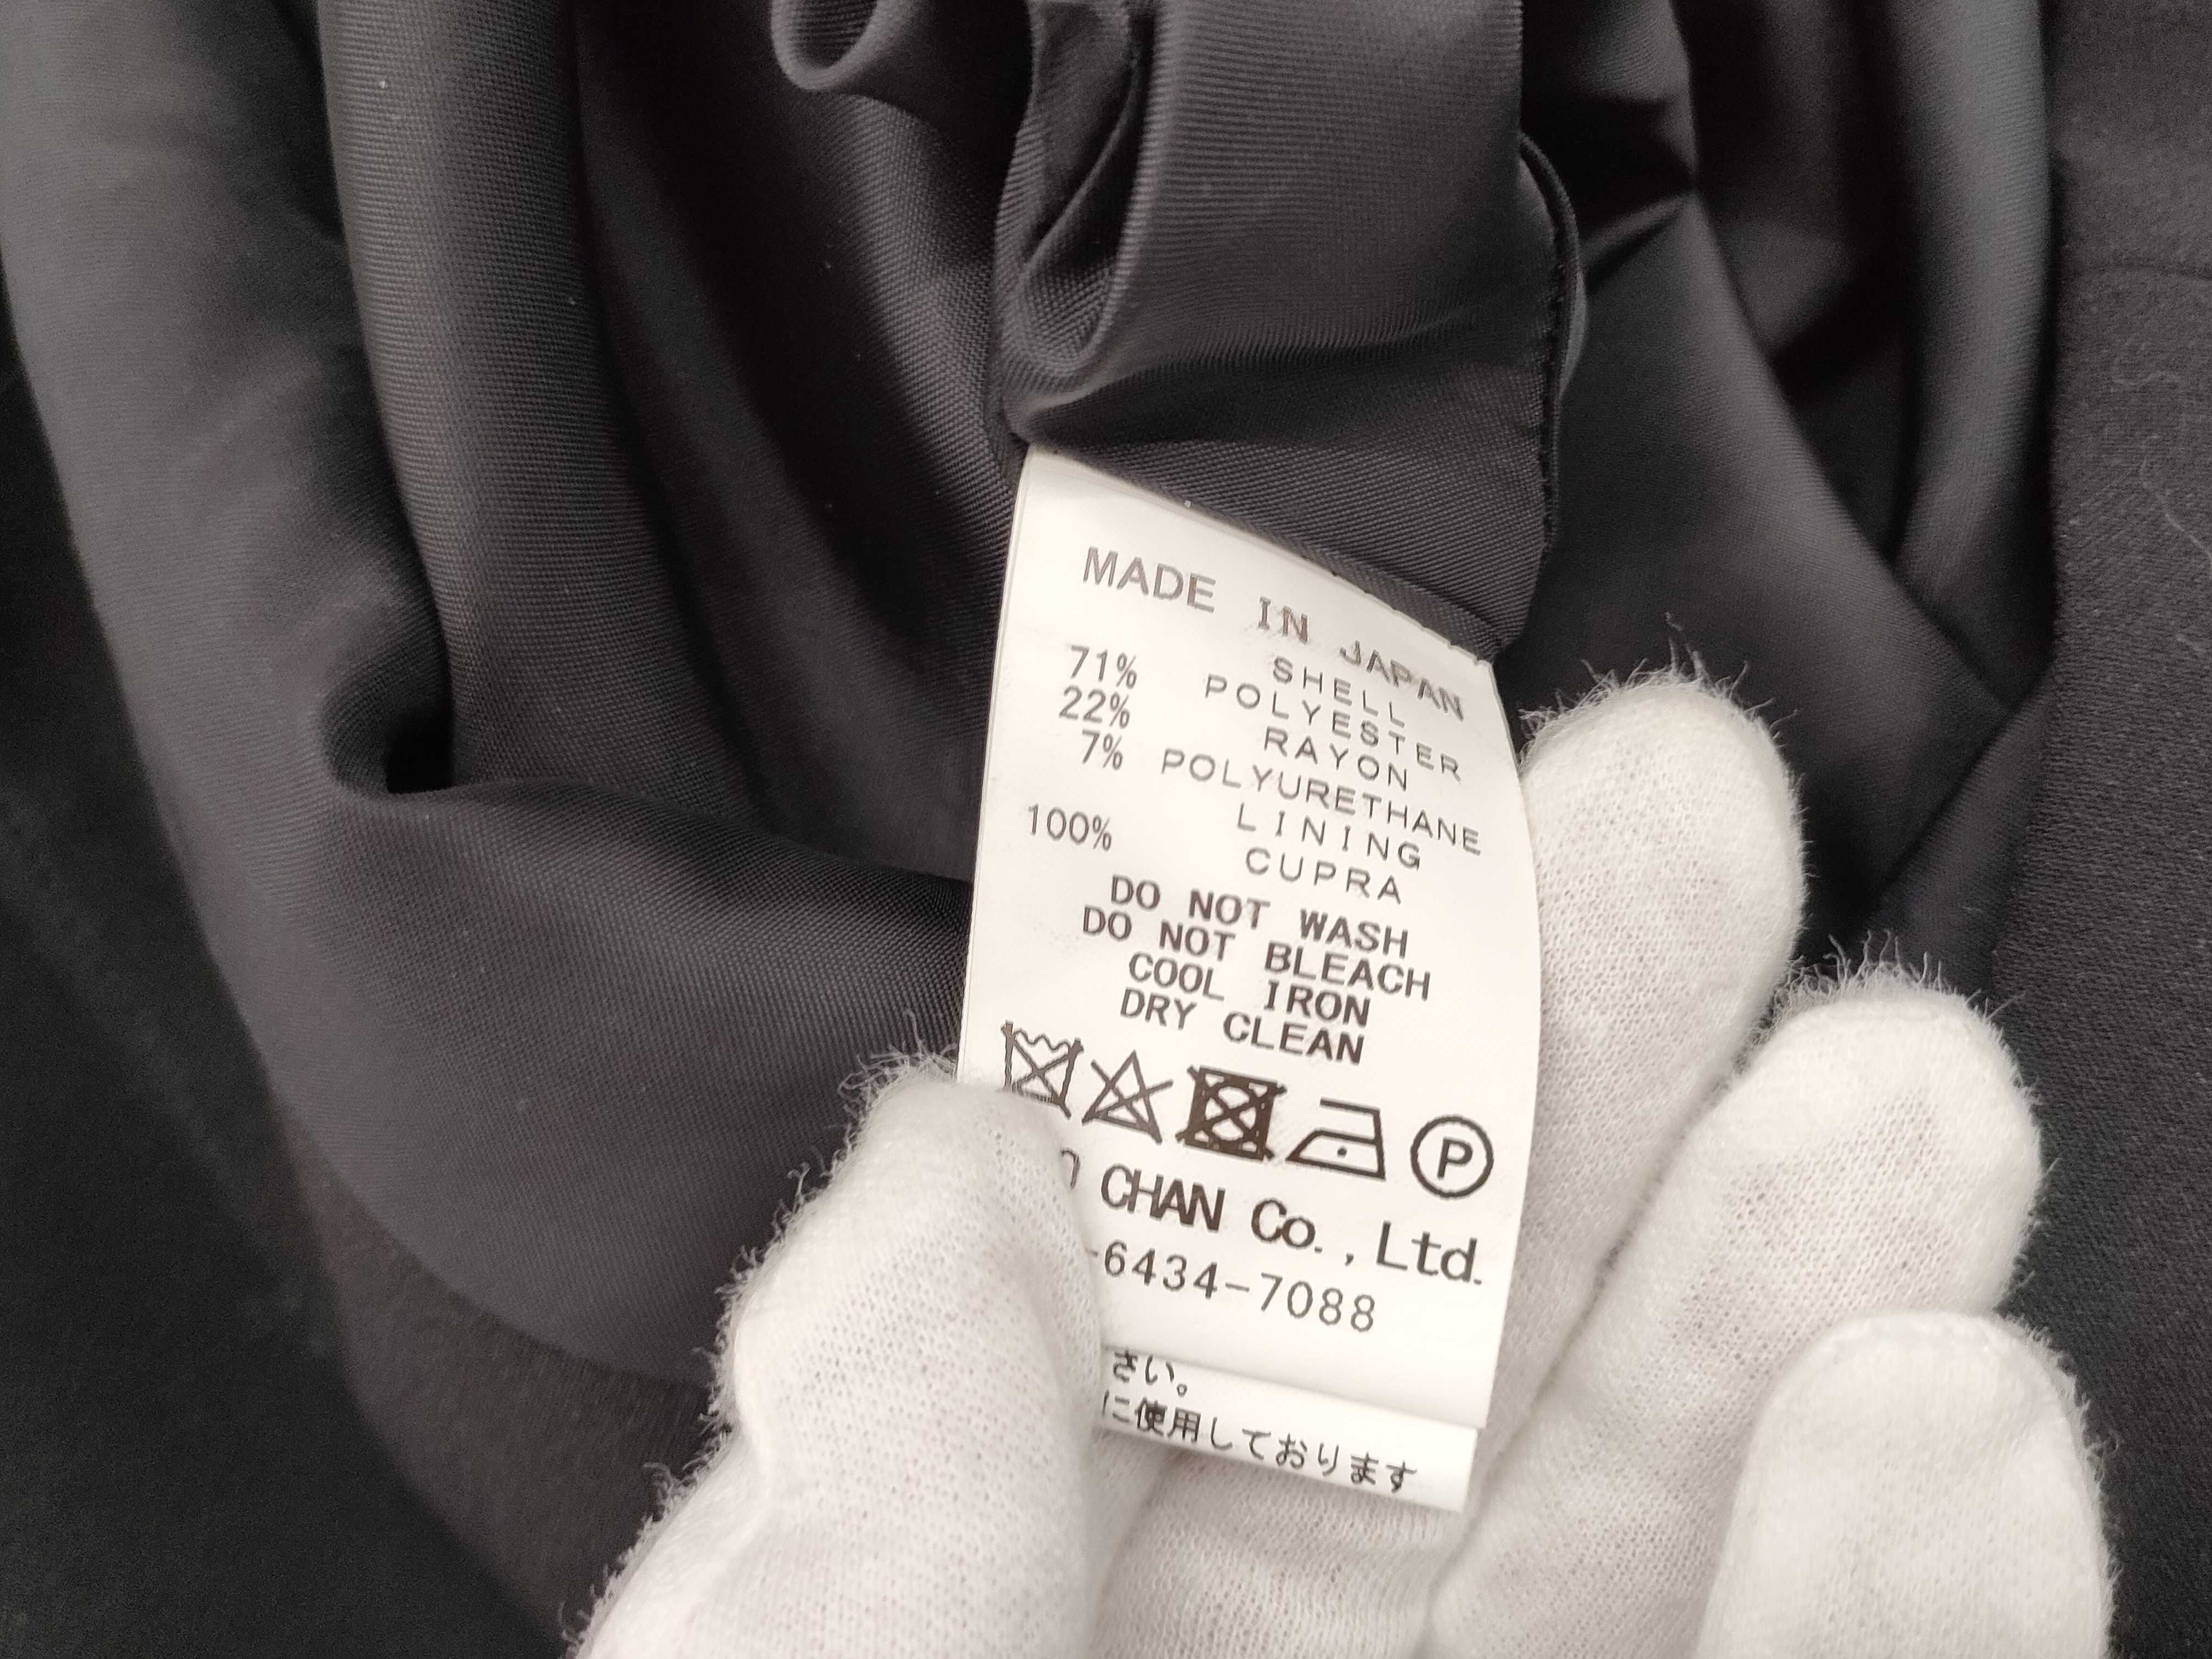 MADE IN JAPAN
SHELL
71% POLYESTER
22% RAYON
7% POLYURETHANE
LINING
100% CUPRA
DO NOT WASH
DO NOT BLEACH
COOL IRON
DRY CLEAN
P
CHAN Co., Ltd.
-6434-7088
さい。
に使用しております